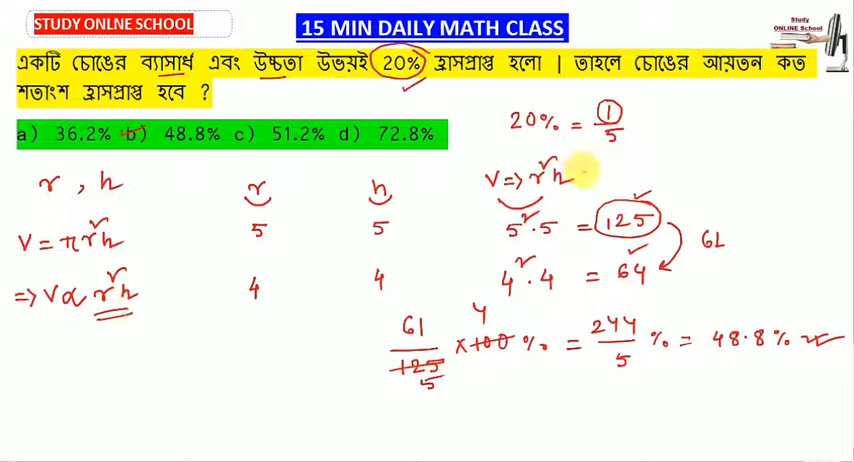 STUDY ONLNE SCHOOL
15 MIN DAILY MATH CLASS
Study
ONLINE School
একটি চোঙের ব্যাসার্ধ এবং উচ্চতা উভয়ই 20% হ্রাসপ্রাপ্ত হলো | তাহলে চোঙের আয়তন কত
শতাংশ হ্রাসপ্রাপ্ত হবে ?
a) 36.2% b) 48.8% c) 51.2% d) 72.8%
20% = 1/5
r , h r h V => r²h
V = πr²h 5 5 5².5 = 125
61
=> V ∝ r²h 4 4 4².4 = 64
61/125 × 100 % = 244/5 % = 48.8%
4
5